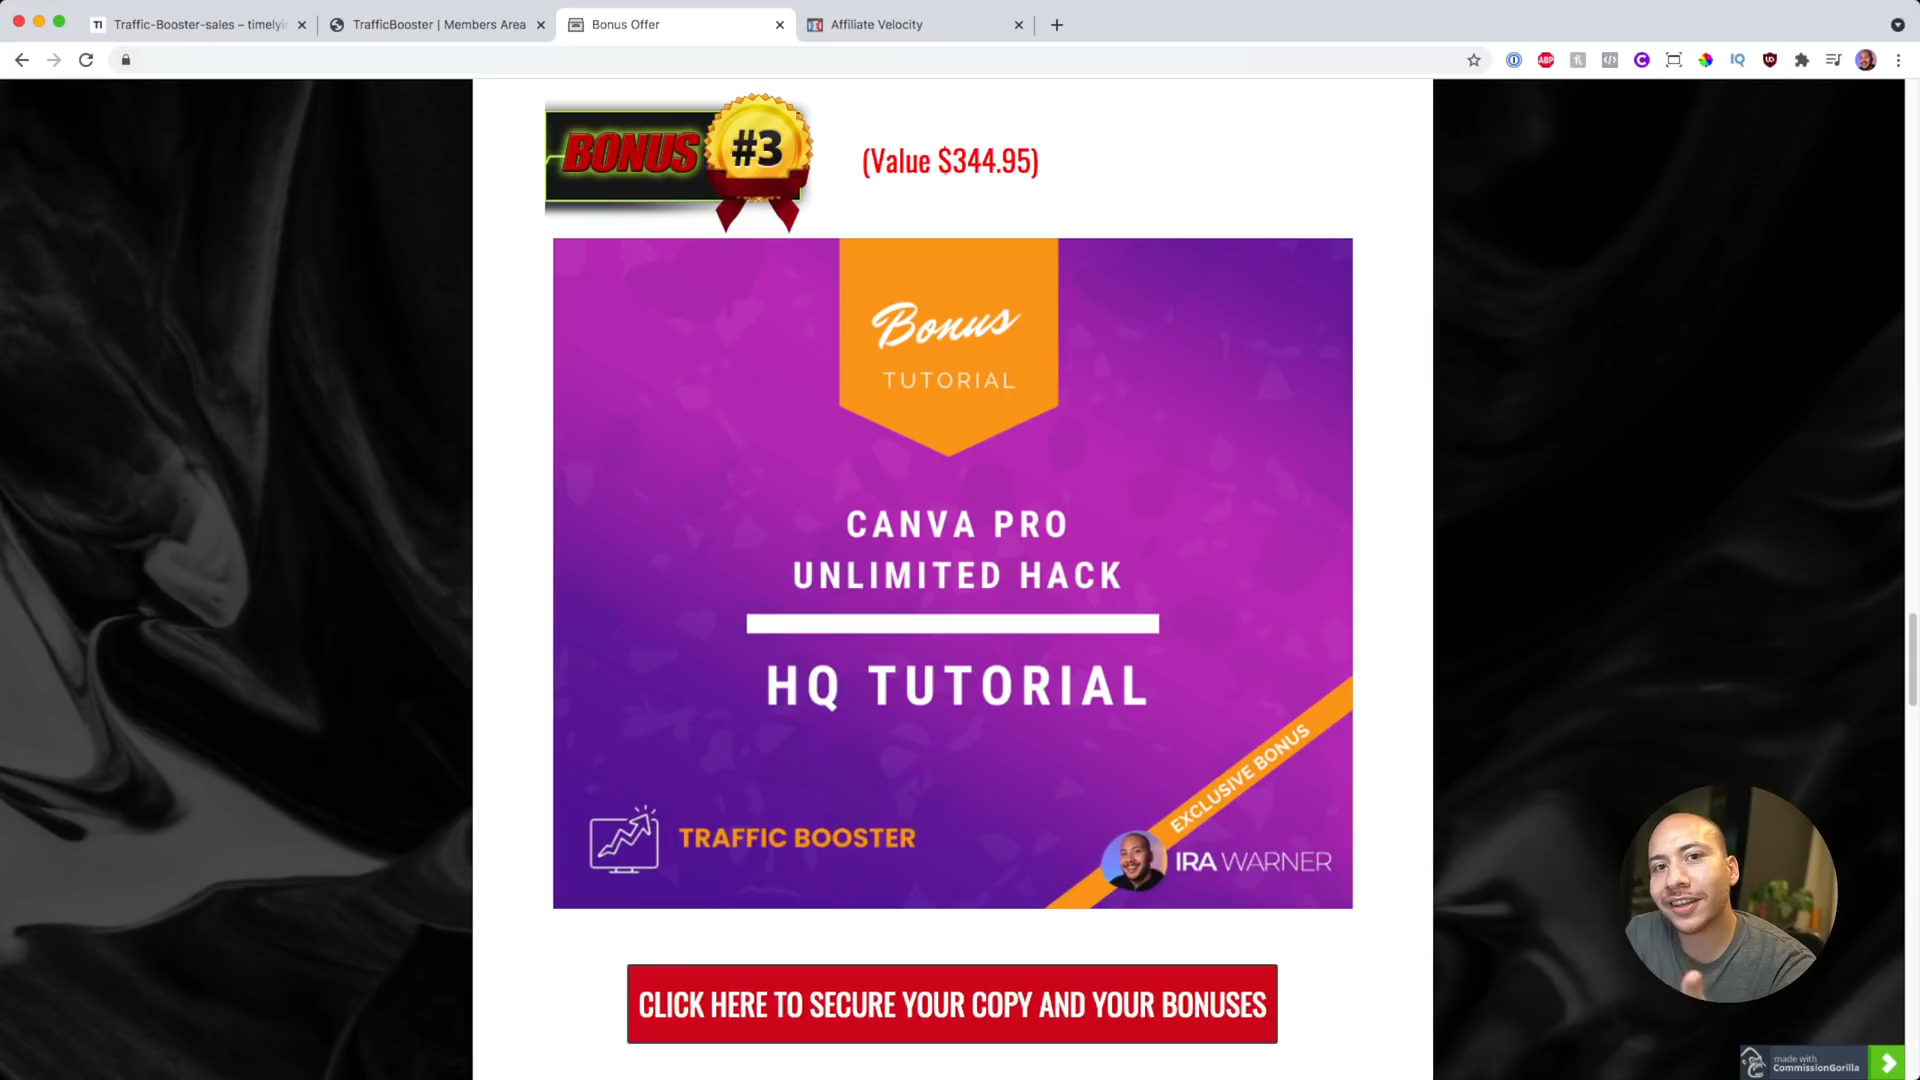 Traffic-Booster-sales – timelyin
TrafficBooster | Members Area
Bonus Offer
Affiliate Velocity
BONUS #3
(Value $344.95)
Bonus
TUTORIAL
CANVA PRO
UNLIMITED HACK
HQ TUTORIAL
EXCLUSIVE BONUS
TRAFFIC BOOSTER
IRA WARNER
CLICK HERE TO SECURE YOUR COPY AND YOUR BONUSES
made with
CommissionGorilla